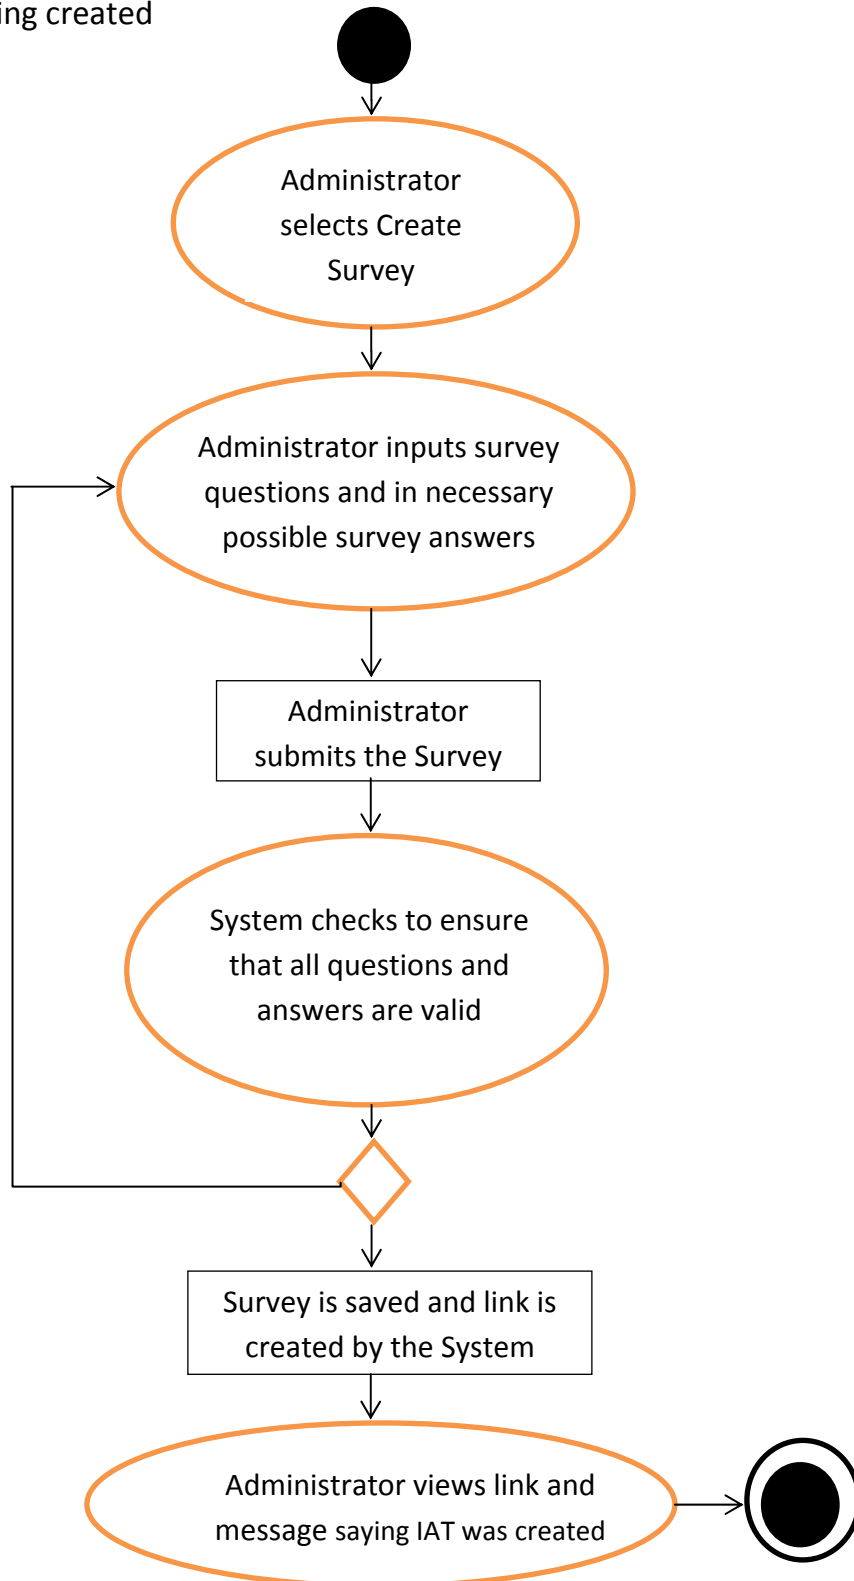 ing created
Administrator
selects Create
Survey
Administrator inputs survey
questions and in necessary
possible survey answers
Administrator
submits the Survey
System checks to ensure
that all questions and
answers are valid
Survey is saved and link is
created by the System
Administrator views link and
message saying IAT was created